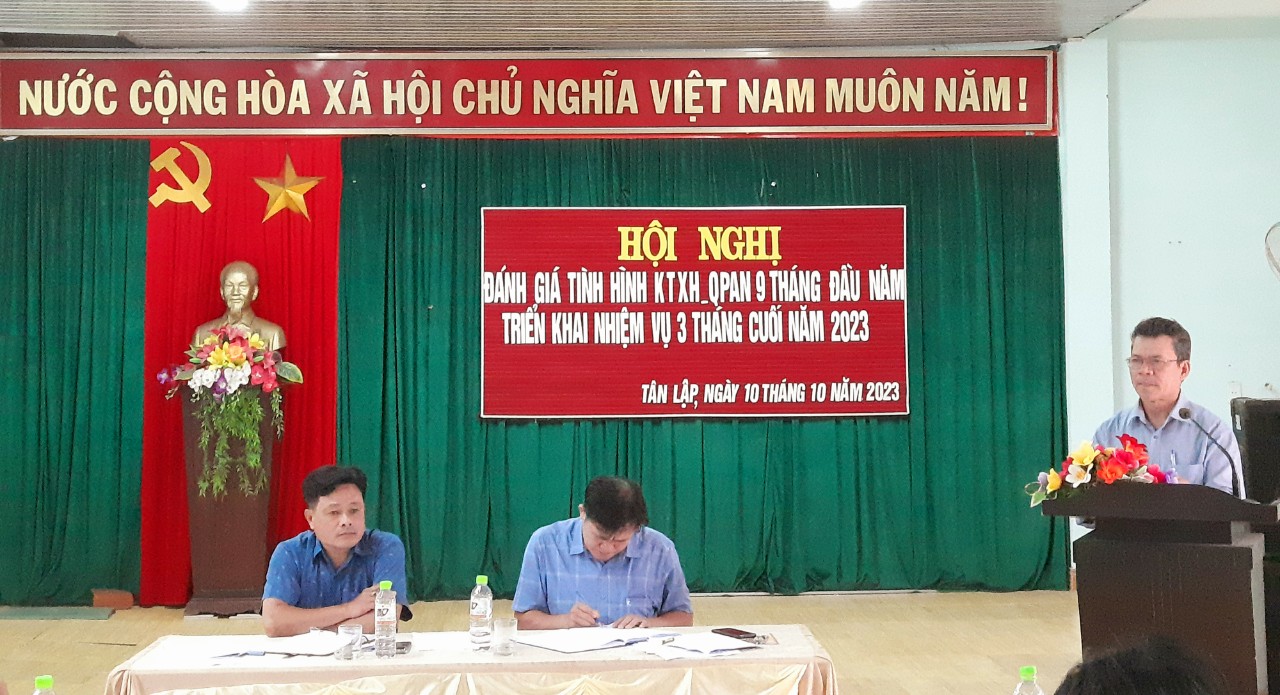 NƯỚC CỘNG HÒA XÃ HỘI CHỦ NGHĨA VIỆT NAM MUÔN NĂM!
HỘI NGHỊ
ĐÁNH GIÁ TÌNH HÌNH KTXH_QPAN 9 THÁNG ĐẦU NĂM
TRIỂN KHAI NHIỆM VỤ 3 THÁNG CUỐI NĂM 2023
TÂN LẬP, NGÀY 10 THÁNG 10 NĂM 2023